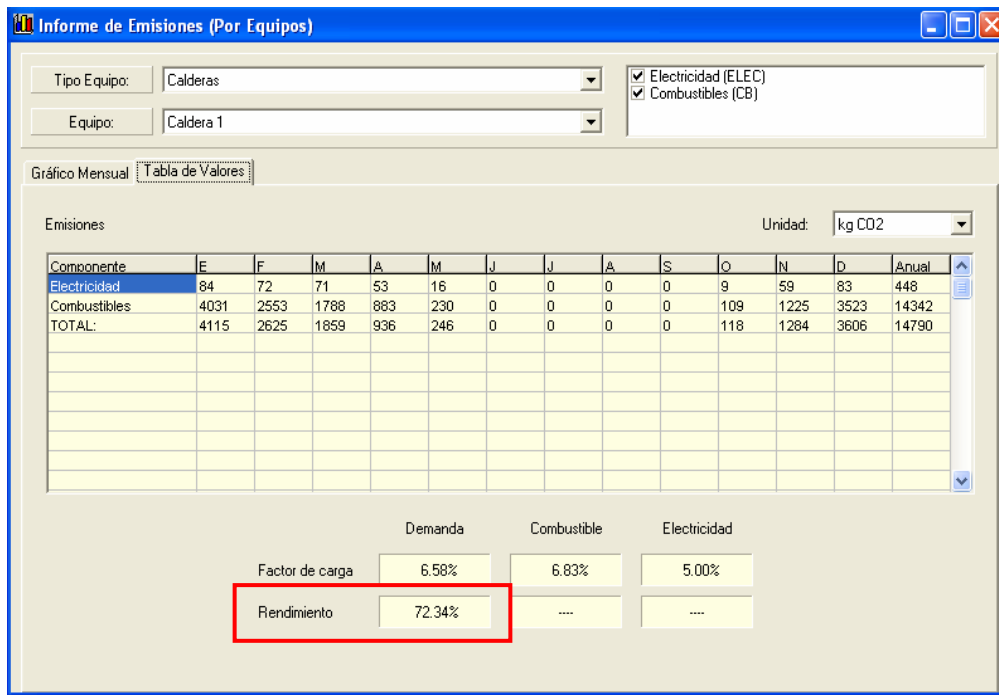 Informe de Emisiones (Por Equipos)
Tipo Equipo: Calderas
Electricidad (ELEC)
Combustibles (CB)
Equipo: Caldera 1
Gráfico Mensual Tabla de Valores
Emisiones Unidad: kg CO2
Componente E F M A M J J A S O N D Anual
Electricidad 84 72 71 53 16 0 0 0 0 9 59 83 448
Combustibles 4031 2553 1788 883 230 0 0 0 0 109 1225 3523 14342
TOTAL: 4115 2625 1859 936 246 0 0 0 0 118 1284 3606 14790
Demanda Combustible Electricidad
Factor de carga 6.58% 6.83% 5.00%
Rendimiento 72.34% ---- ----